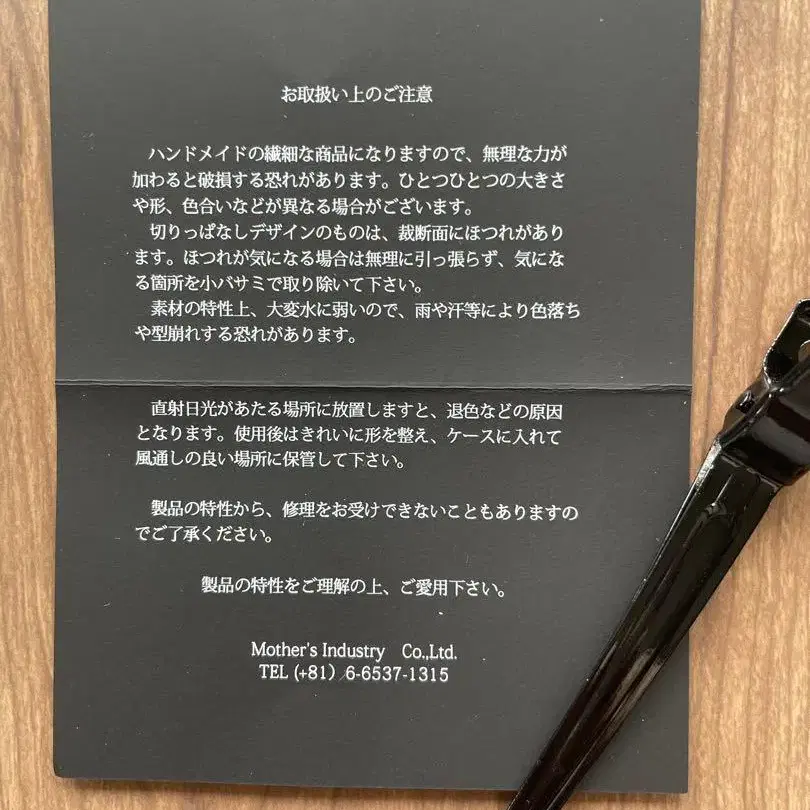 お取扱い上のご注意
ハンドメイドの繊細な商品になりますので、無理な力が
加わると破損する恐れがあります。ひとつひとつの大きさ
や形、色合いなどが異なる場合がございます。
切りっぱなしデザインのものは、裁断面にほつれがあり
ます。ほつれが気になる場合は無理に引っ張らず、気にな
る箇所を小バサミで取り除いて下さい。
素材の特性上、大変水に弱いので、雨や汗等により色落ち
や型崩れする恐れがあります。
直射日光があたる場所に放置しますと、退色などの原因
となります。使用後はきれいに形を整え、ケースに入れて
風通しの良い場所に保管して下さい。
製品の特性から、修理をお受けできないこともありますの
でご了承ください。
製品の特性をご理解の上、ご愛用下さい。
Mother's Industry Co.,Ltd.
TEL (+81) 6-6537-1315